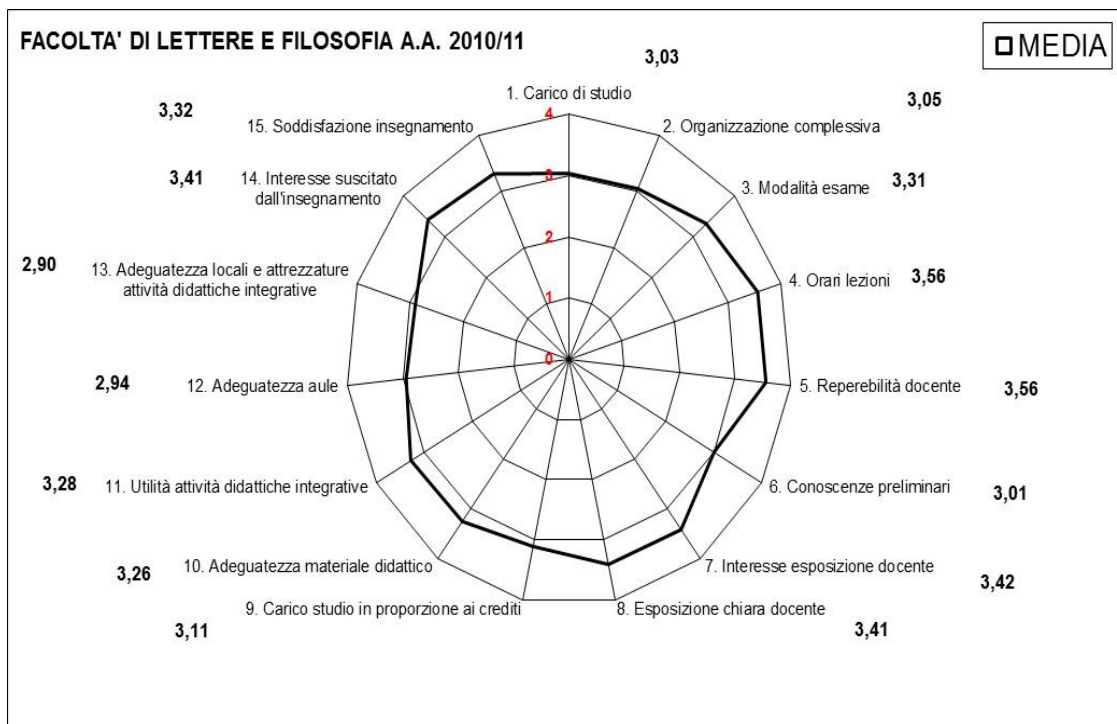 FACOLTA' DI LETTERE E FILOSOFIA A.A. 2010/11
MEDIA
3,03
1. Carico di studio
3,05
2. Organizzazione complessiva
3,31
3. Modalità esame
3,56
4. Orari lezioni
3,56
5. Reperebilità docente
3,01
6. Conoscenze preliminari
3,42
7. Interesse esposizione docente
3,41
8. Esposizione chiara docente
3,11
9. Carico studio in proporzione ai crediti
3,26
10. Adeguatezza materiale didattico
3,28
11. Utilità attività didattiche integrative
2,94
12. Adeguatezza aule
2,90
13. Adeguatezza locali e attrezzature
attività didattiche integrative
3,41
14. Interesse suscitato
dall'insegnamento
3,32
15. Soddisfazione insegnamento
4
3
2
1
0